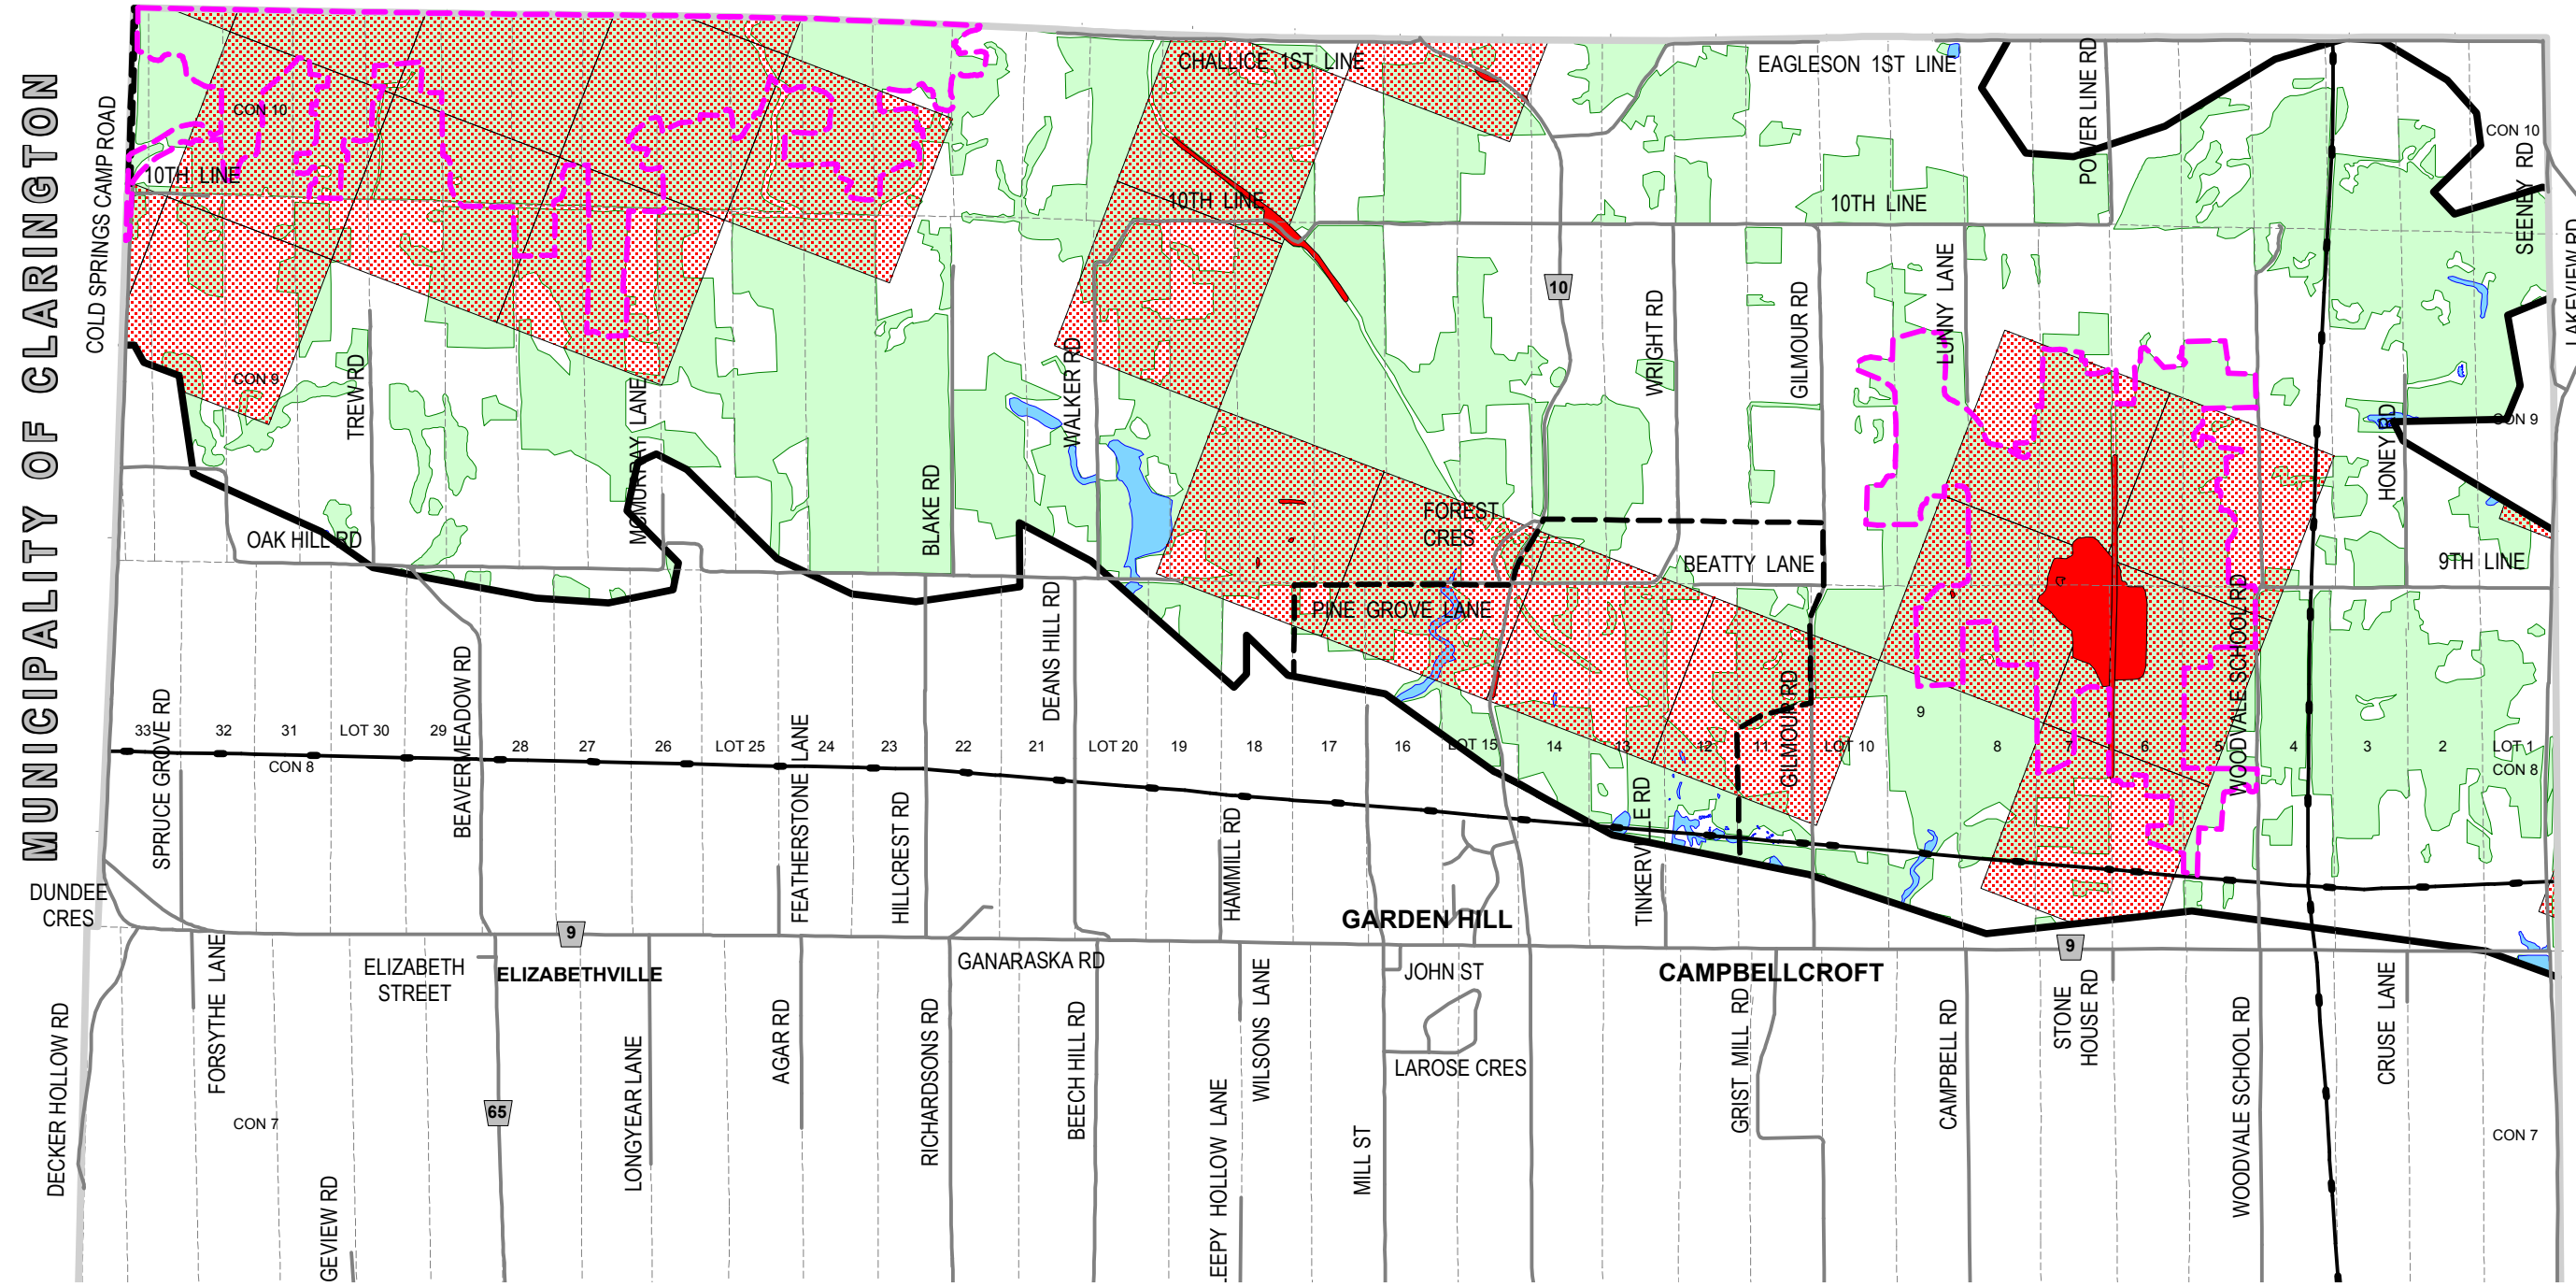 MUNICIPALITY OF CLARINGTON
COLD SPRINGS CAMP ROAD
CON 10
10TH LINE
CON 9
TREW RD
MCMURRAY LANE
OAK HILL RD
BLAKE RD
WALKER RD
CHALLICE 1ST LINE
10TH LINE
EAGLESON 1ST LINE
POWER LINE RD
10TH LINE
CON 10
SEENEY RD
LAKEVIEW RD
10
WRIGHT RD
GILMOUR RD
LUNNY LANE
HONEY RD
CON 9
9TH LINE
FOREST
CRES
BEATTY LANE
PINE GROVE LANE
DEANS HILL RD
BEAVERMEADOW RD
SPRUCE GROVE RD
FEATHERSTONE LANE
HILLCREST RD
HAMMILL RD
TINKERVILLE RD
GILMOUR RD
WOODVALE SCHOOL RD
33
32
31
LOT 30
29
28
27
26
LOT 25
24
23
22
21
LOT 20
19
18
17
16
LOT 15
14
13
12
11
LOT 10
9
8
7
6
5
4
3
2
LOT 1
CON 8
CON 8
DUNDEE
CRES
9
ELIZABETH
STREET
ELIZABETHVILLE
GANARASKA RD
GARDEN HILL
JOHN ST
CAMPBELLCROFT
9
LAROSE CRES
DECKER HOLLOW RD
FORSYTHE LANE
CON 7
GEVIEW RD
65
LONGYEAR LANE
AGAR RD
RICHARDSONS RD
BEECH HILL RD
EEPY HOLLOW LANE
WILSONS LANE
MILL ST
GRIST MILL RD
CAMPBELL RD
STONE
HOUSE RD
WOODVALE SCHOOL RD
CRUSE LANE
CON 7